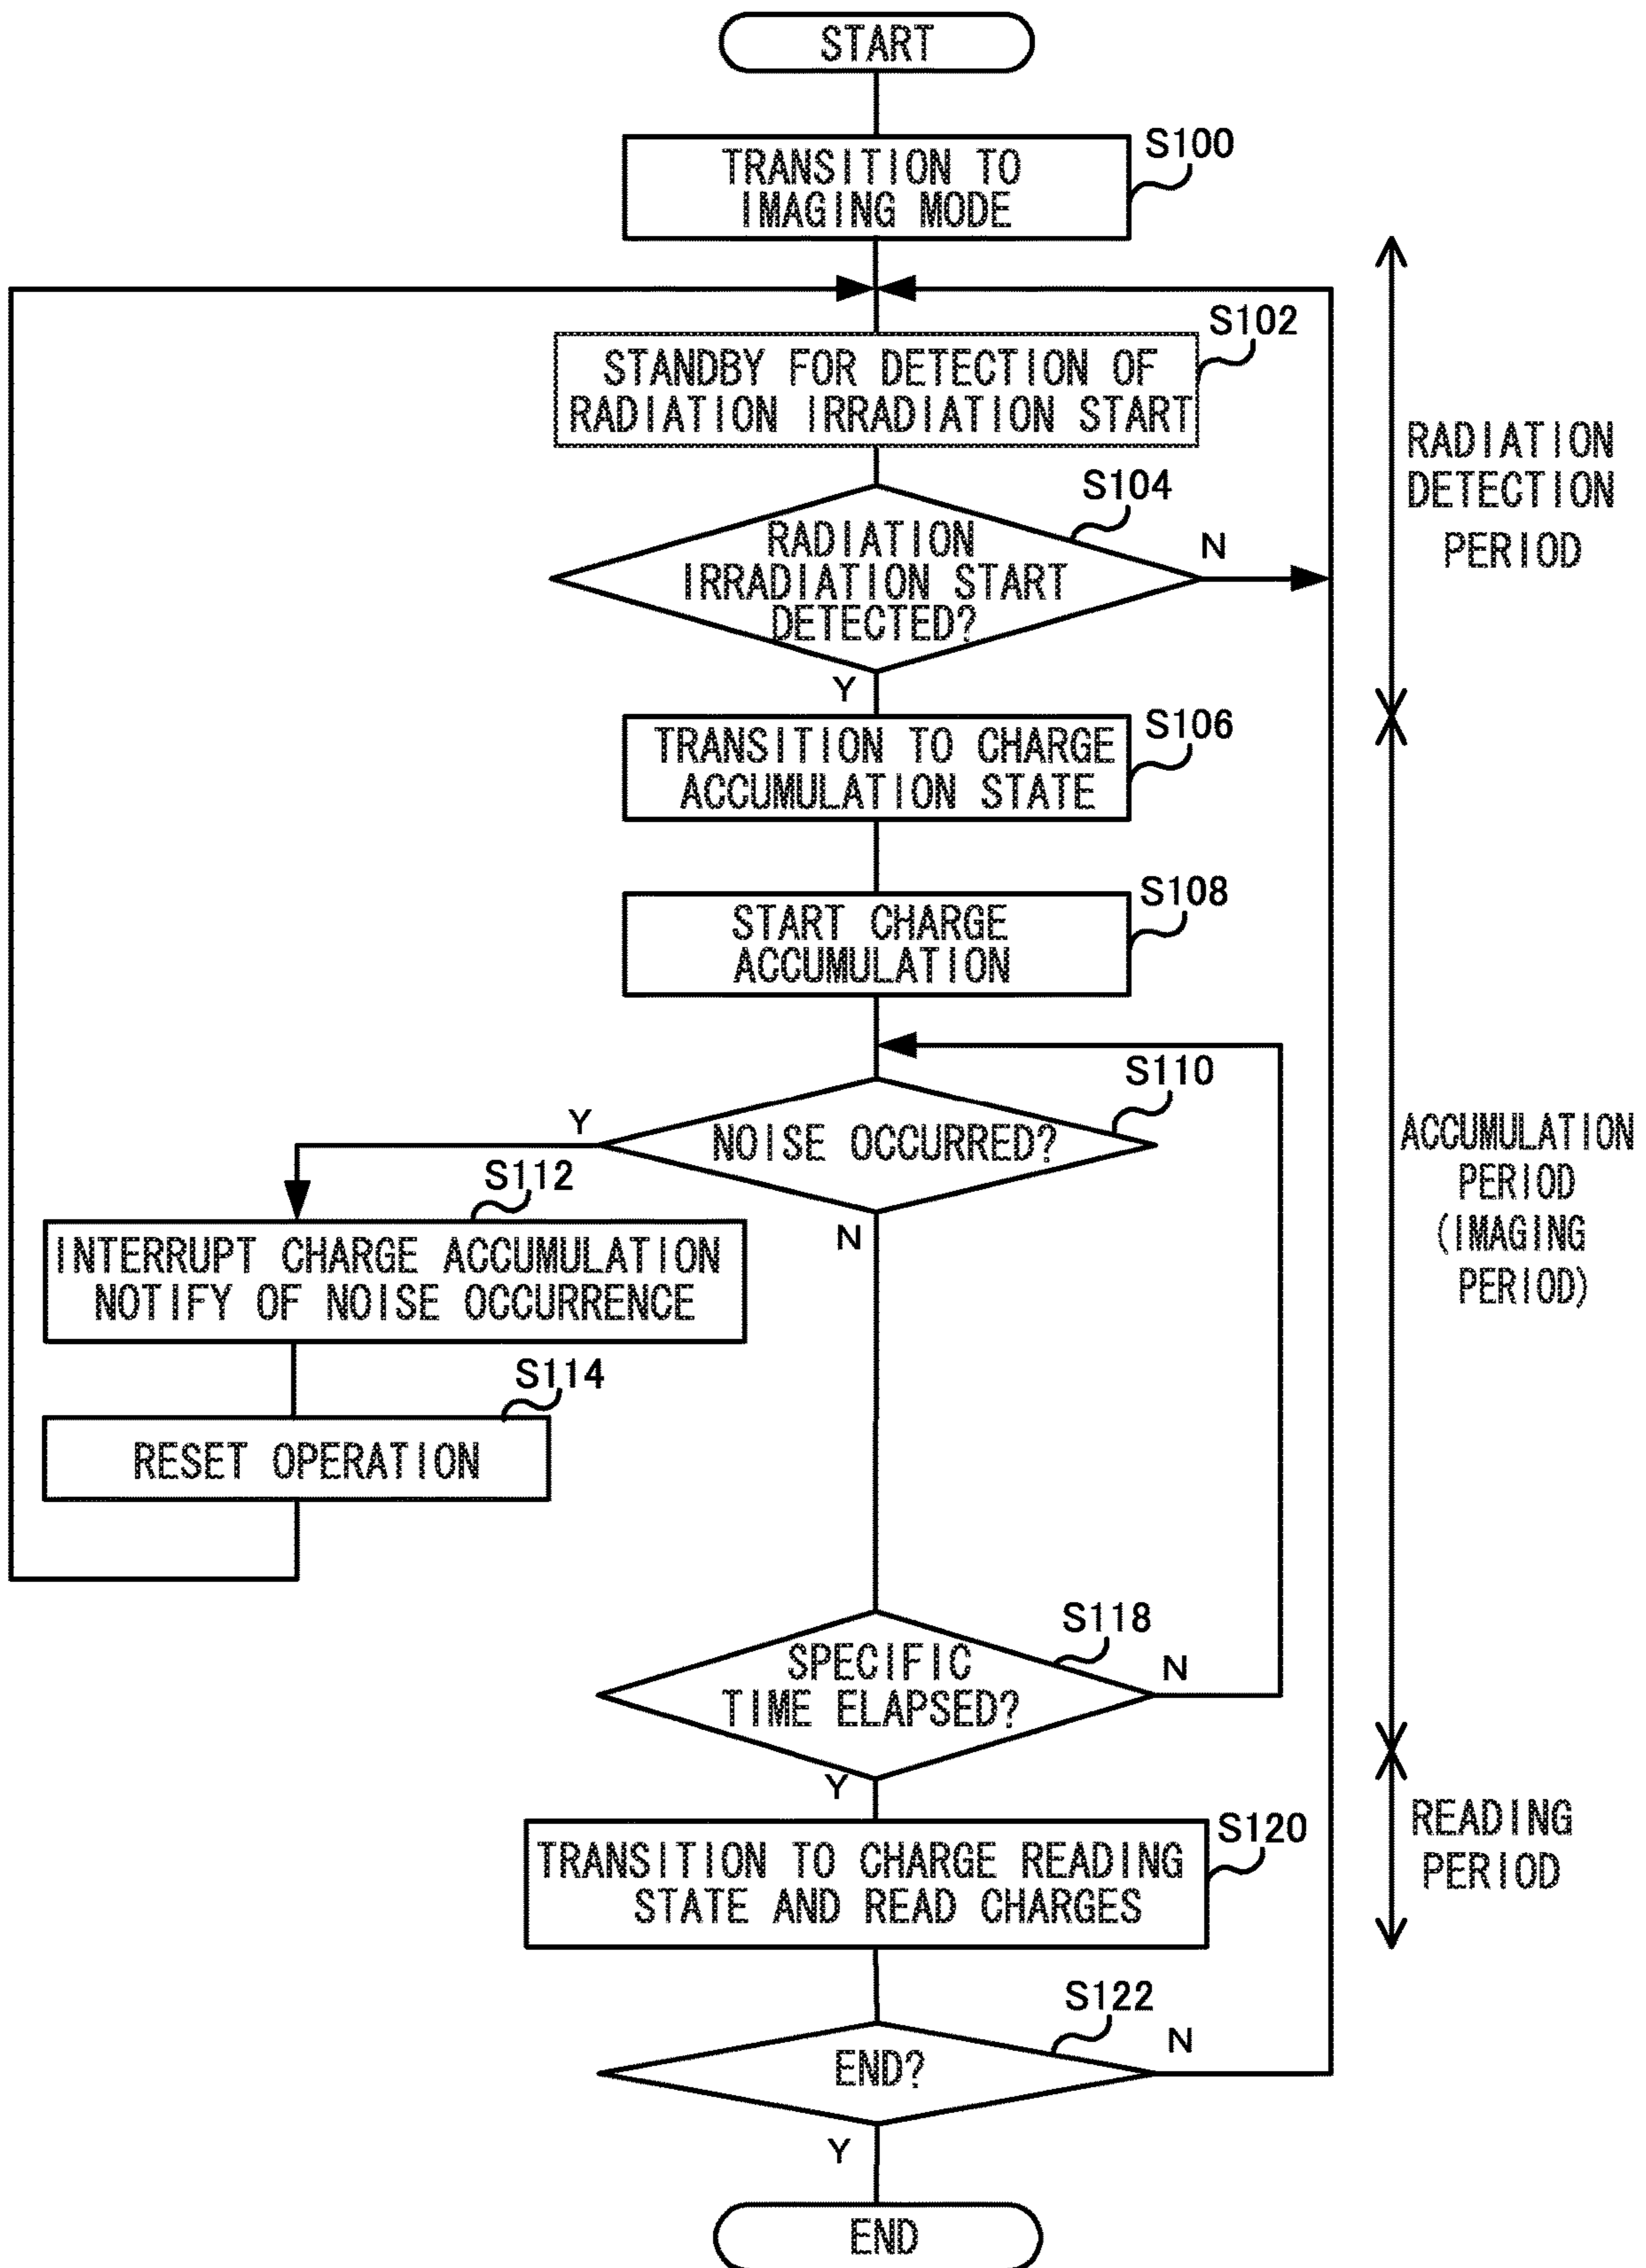 START
S100
TRANSITION TO
IMAGING MODE
S102
STANDBY FOR DETECTION OF
RADIATION IRRADIATION START
S104
RADIATION
IRRADIATION START
DETECTED?
N
Y
RADIATION
DETECTION
PERIOD
S106
TRANSITION TO CHARGE
ACCUMULATION STATE
S108
START CHARGE
ACCUMULATION
S110
NOISE OCCURRED?
Y
N
S112
INTERRUPT CHARGE ACCUMULATION
NOTIFY OF NOISE OCCURRENCE
S114
RESET OPERATION
ACCUMULATION
PERIOD
(IMAGING
PERIOD)
S118
SPECIFIC
TIME ELAPSED?
N
Y
S120
TRANSITION TO CHARGE READING
STATE AND READ CHARGES
READING
PERIOD
S122
END?
N
Y
END